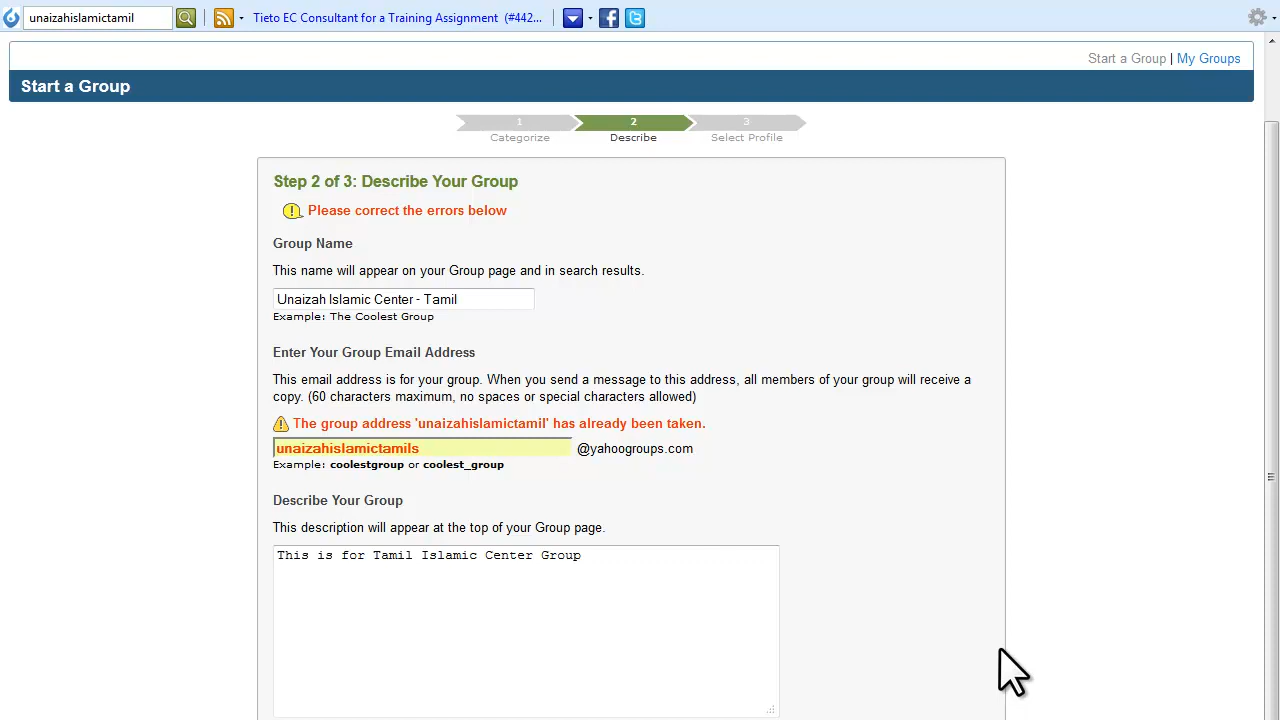 unaizahislamictamil
Tieto EC Consultant for a Training Assignment (#442...
Start a Group | My Groups
Start a Group
1
2
3
Categorize
Describe
Select Profile
Step 2 of 3: Describe Your Group
Please correct the errors below
Group Name
This name will appear on your Group page and in search results.
Unaizah Islamic Center - Tamil
Example: The Coolest Group
Enter Your Group Email Address
This email address is for your group. When you send a message to this address, all members of your group will receive a
copy. (60 characters maximum, no spaces or special characters allowed)
The group address 'unaizahislamictamil' has already been taken.
unaizahislamictamils @yahoogroups.com
Example: coolestgroup or coolest_group
Describe Your Group
This description will appear at the top of your Group page.
This is for Tamil Islamic Center Group